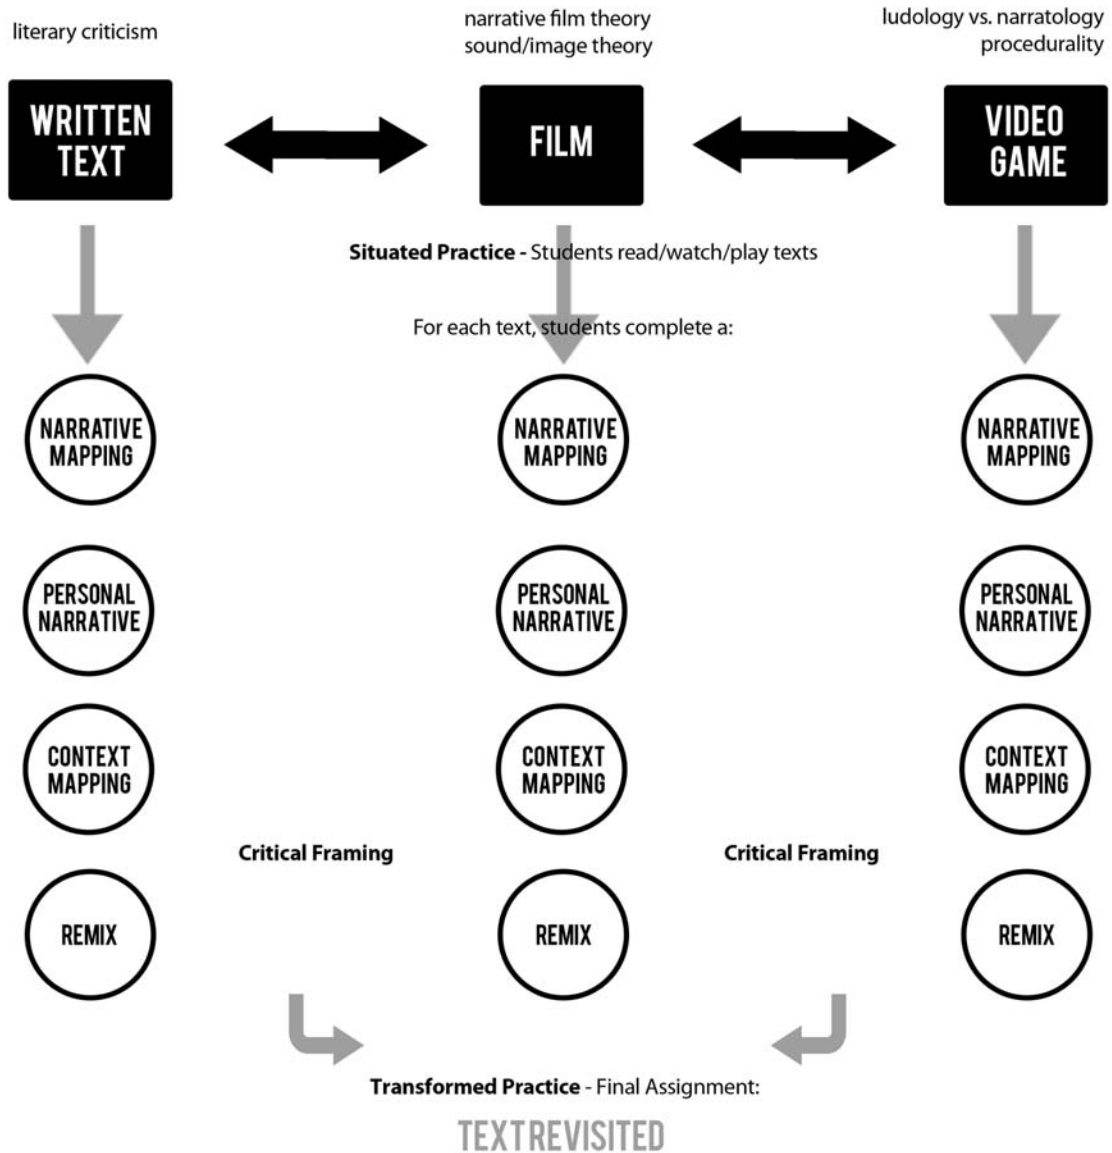 literary criticism
narrative film theory
sound/image theory
ludology vs. narratology
procedurality
WRITTEN
TEXT
FILM
VIDEO
GAME
Situated Practice - Students read/watch/play texts
For each text, students complete a:
NARRATIVE
MAPPING
NARRATIVE
MAPPING
NARRATIVE
MAPPING
PERSONAL
NARRATIVE
PERSONAL
NARRATIVE
PERSONAL
NARRATIVE
CONTEXT
MAPPING
CONTEXT
MAPPING
CONTEXT
MAPPING
Critical Framing
Critical Framing
REMIX
REMIX
REMIX
Transformed Practice - Final Assignment:
TEXT REVISITED